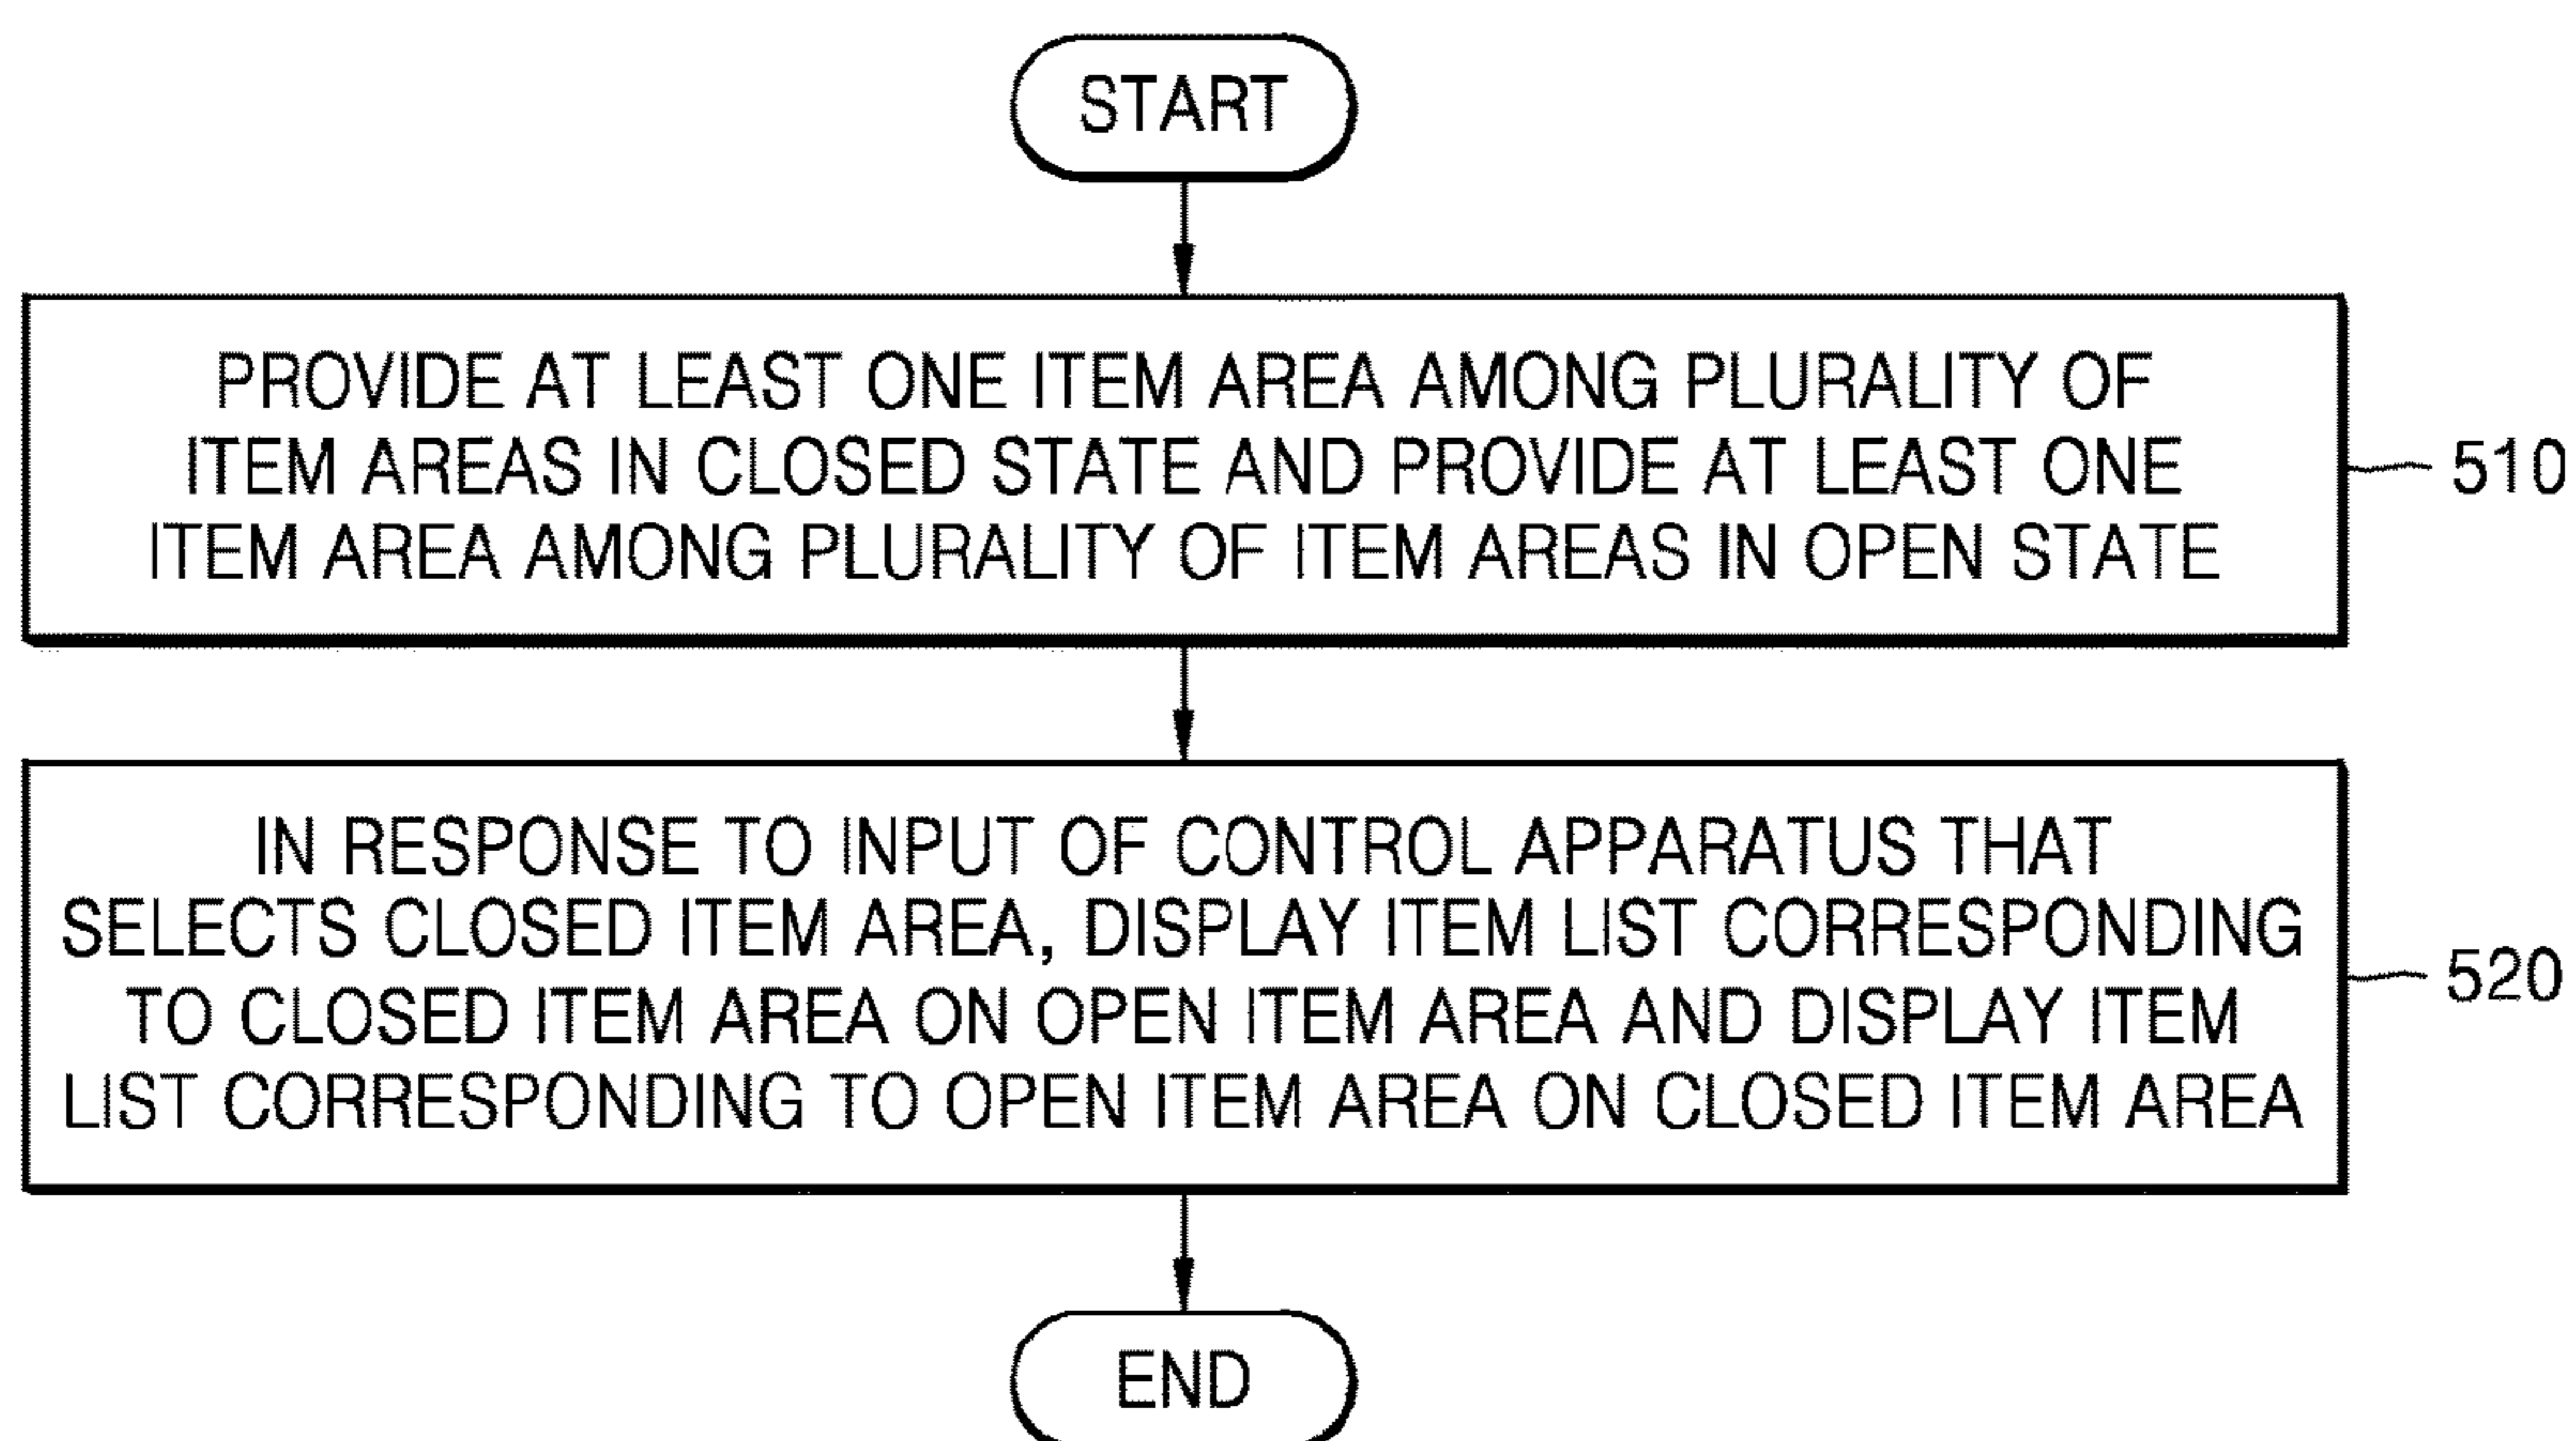 START
PROVIDE AT LEAST ONE ITEM AREA AMONG PLURALITY OF
ITEM AREAS IN CLOSED STATE AND PROVIDE AT LEAST ONE
ITEM AREA AMONG PLURALITY OF ITEM AREAS IN OPEN STATE
510
IN RESPONSE TO INPUT OF CONTROL APPARATUS THAT
SELECTS CLOSED ITEM AREA, DISPLAY ITEM LIST CORRESPONDING
TO CLOSED ITEM AREA ON OPEN ITEM AREA AND DISPLAY ITEM
LIST CORRESPONDING TO OPEN ITEM AREA ON CLOSED ITEM AREA
520
END